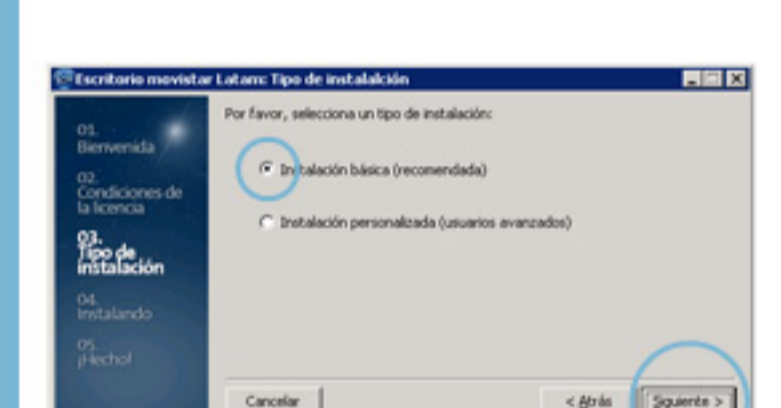 Escritorio movistar Latam: Tipo de instalalción
Por favor, selecciona un tipo de instalación:
01.
Bienvenida
Instalación básica (recomendada)
02.
Condiciones de
la licencia
Instalación personalizada (usuarios avanzados)
03.
Tipo de
instalación
04.
Instalando
05.
¡Hecho!
Cancelar
< Atrás
Siguiente >